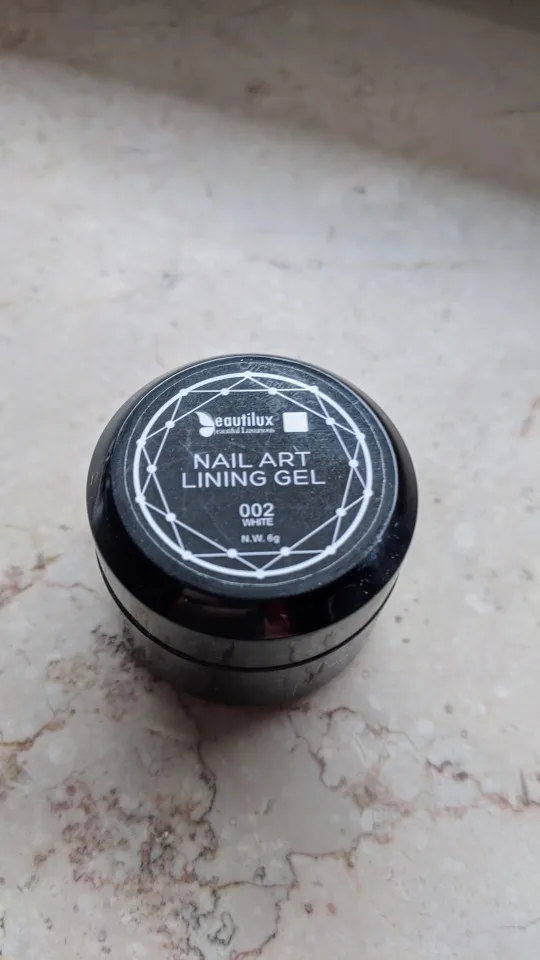 Beautilux
Beautiful Luxurious
NAIL ART
LINING GEL
002
WHITE
N.W. 6g